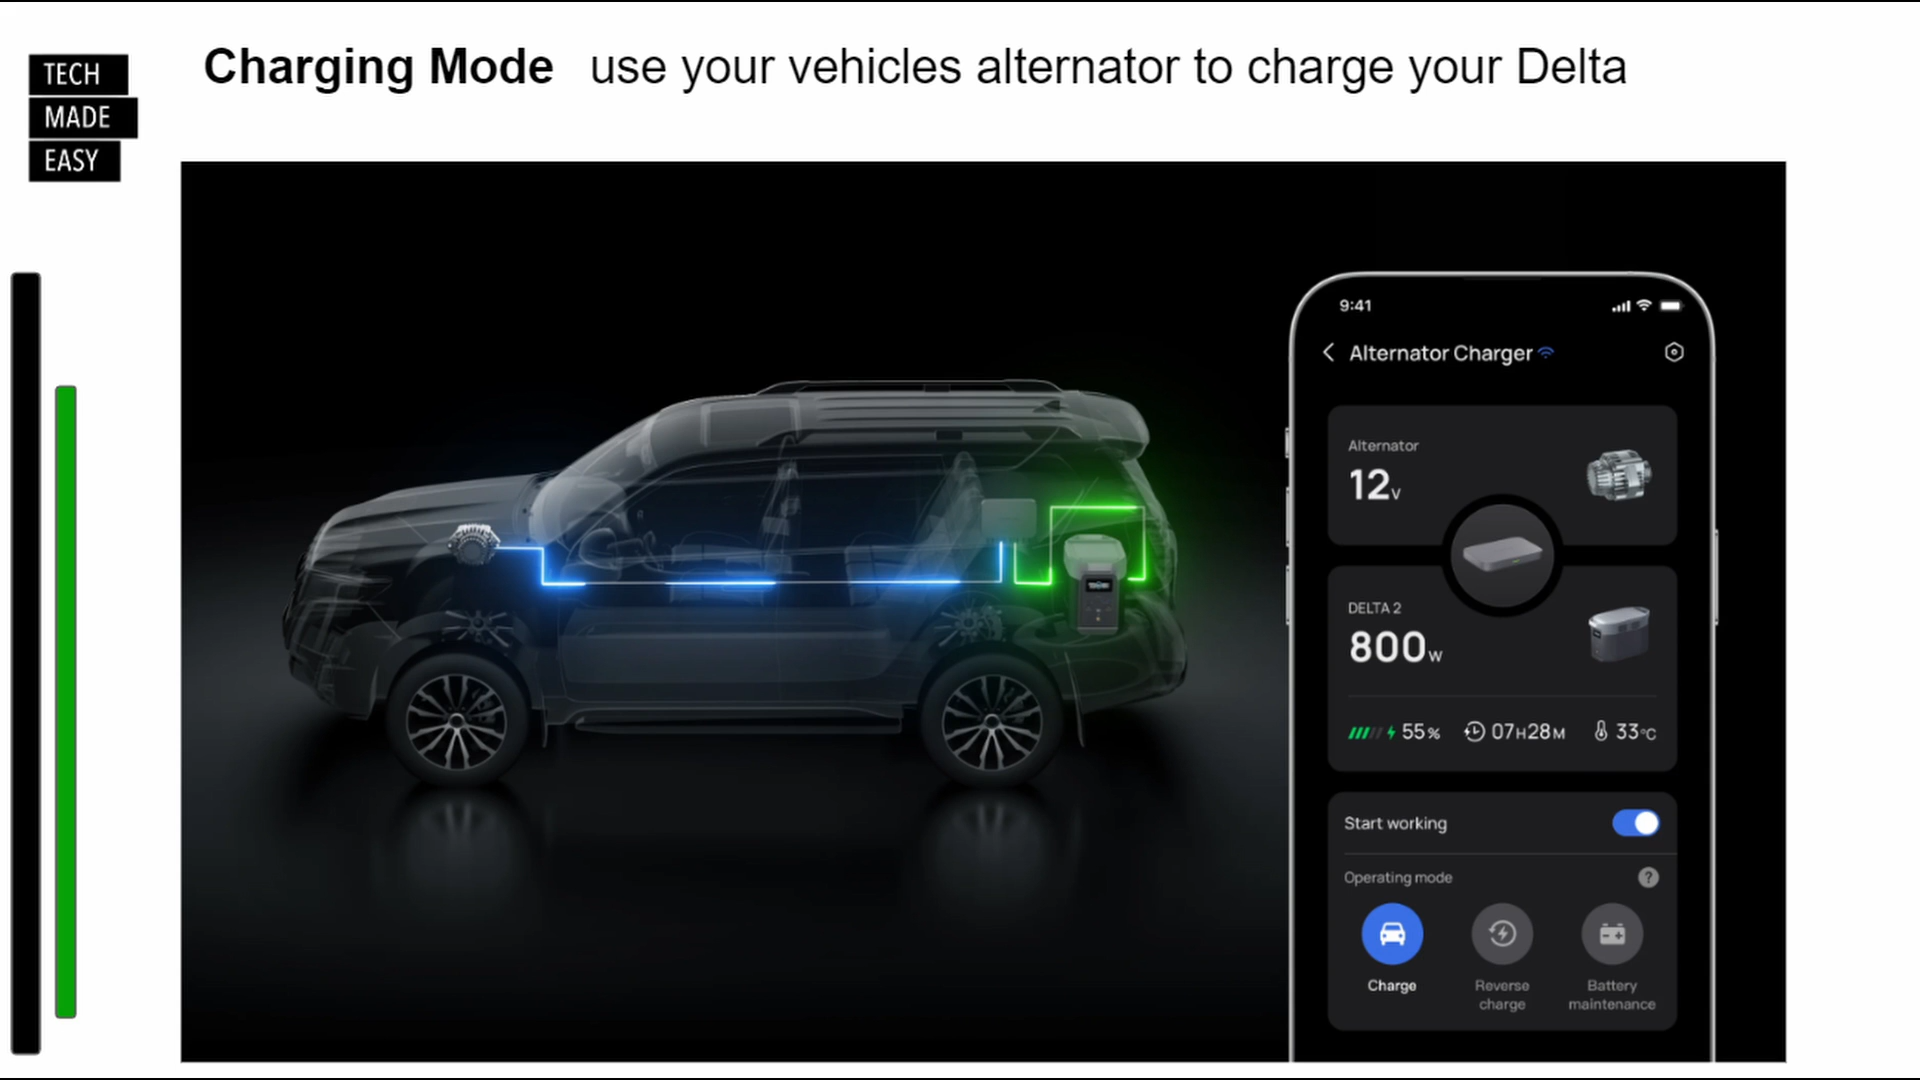 TECH
MADE
EASY
Charging Mode use your vehicles alternator to charge your Delta
9:41
Alternator Charger
Alternator
12V
DELTA 2
800W
55% 07H28M 33°C
Start working
Operating mode ?
Charge Reverse charge Battery maintenance